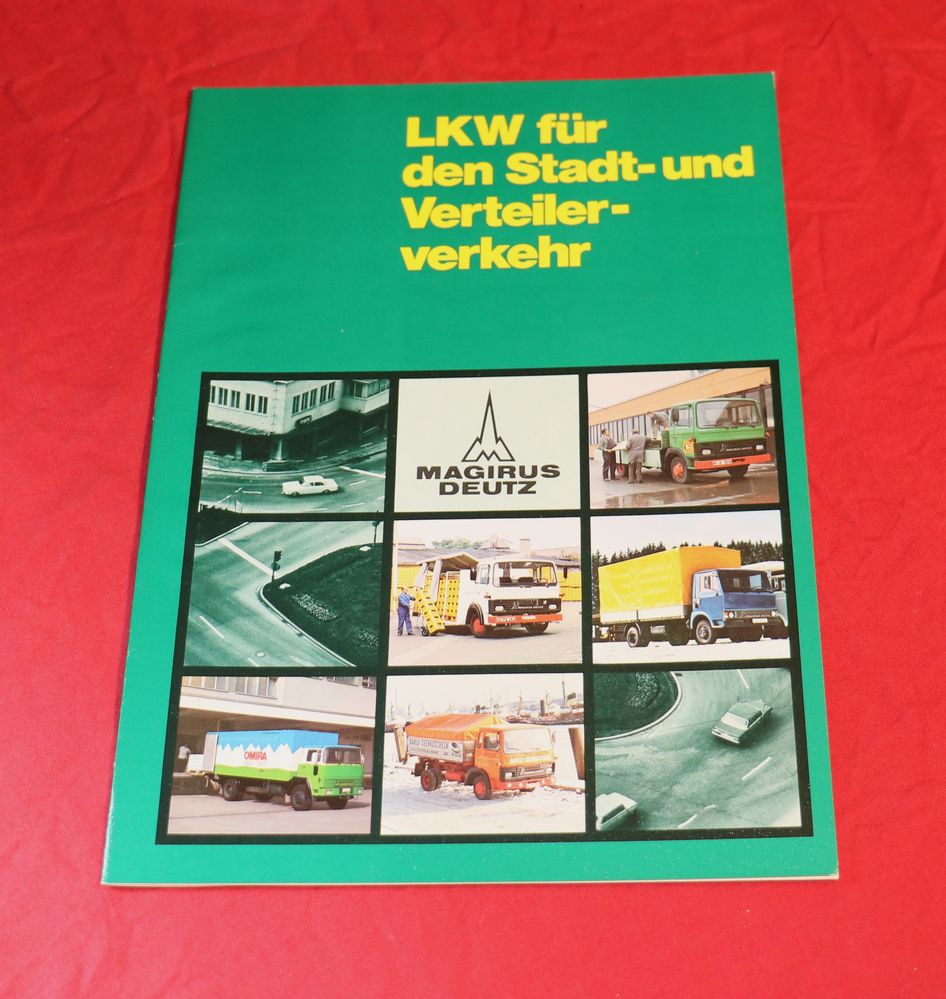 LKW für
den Stadt- und
Verteiler-
verkehr
MAGIRUS
DEUTZ
OMIRA